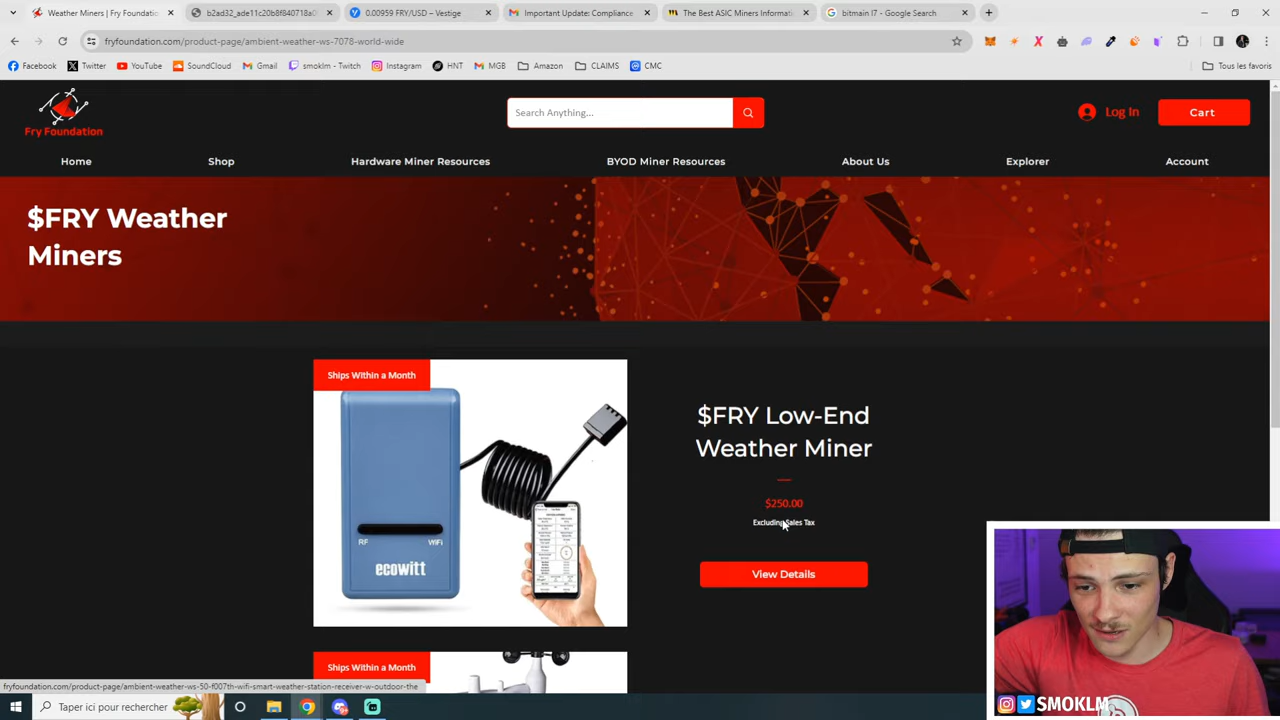 Weather Miners | Fry Foundati
b2ad32_ade11c20b8f840718a0
0.00959 FRY/USD – Vestige
Important Update: Compliance
The Best ASIC Miners Informati
bitmain l7 - Google Search
fryfoundation.com/product-page/ambient-weather-ws-7078-world-wide
Facebook
Twitter
YouTube
SoundCloud
Gmail
smoklm - Twitch
Instagram
HNT
MGB
Amazon
CLAIMS
CMC
Tous les favoris
Fry Foundation
Search Anything...
Log In
Cart
Home
Shop
Hardware Miner Resources
BYOD Miner Resources
About Us
Explorer
Account
$FRY Weather
Miners
Ships Within a Month
RF
WiFi
ecowitt
$FRY Low-End
Weather Miner
$250.00
Excluding Sales Tax
View Details
Ships Within a Month
fryfoundation.com/product-page/ambient-weather-ws-50-f007th-wifi-smart-weather-station-receiver-w-outdoor-the
Taper ici pour rechercher
SMOKLM